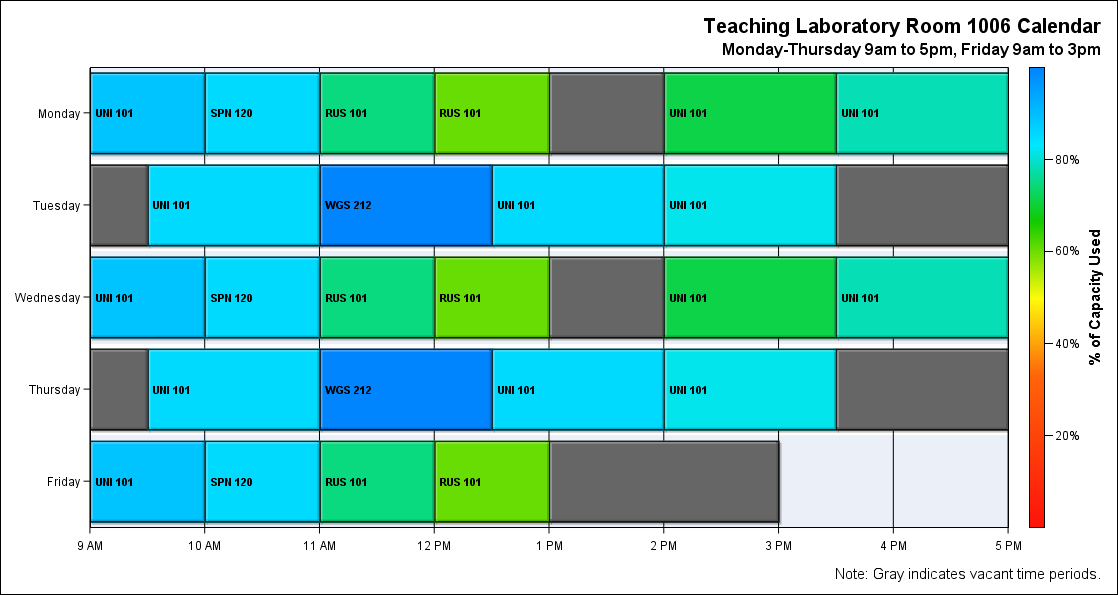 Teaching Laboratory Room 1006 Calendar
Monday-Thursday 9am to 5pm, Friday 9am to 3pm
Monday UNI 101 SPN 120 RUS 101 RUS 101 UNI 101 UNI 101
Tuesday UNI 101 WGS 212 UNI 101 UNI 101
Wednesday UNI 101 SPN 120 RUS 101 RUS 101 UNI 101 UNI 101
Thursday UNI 101 WGS 212 UNI 101 UNI 101
Friday UNI 101 SPN 120 RUS 101 RUS 101
9 AM 10 AM 11 AM 12 PM 1 PM 2 PM 3 PM 4 PM 5 PM
80%
60%
40%
20%
% of Capacity Used
Note: Gray indicates vacant time periods.